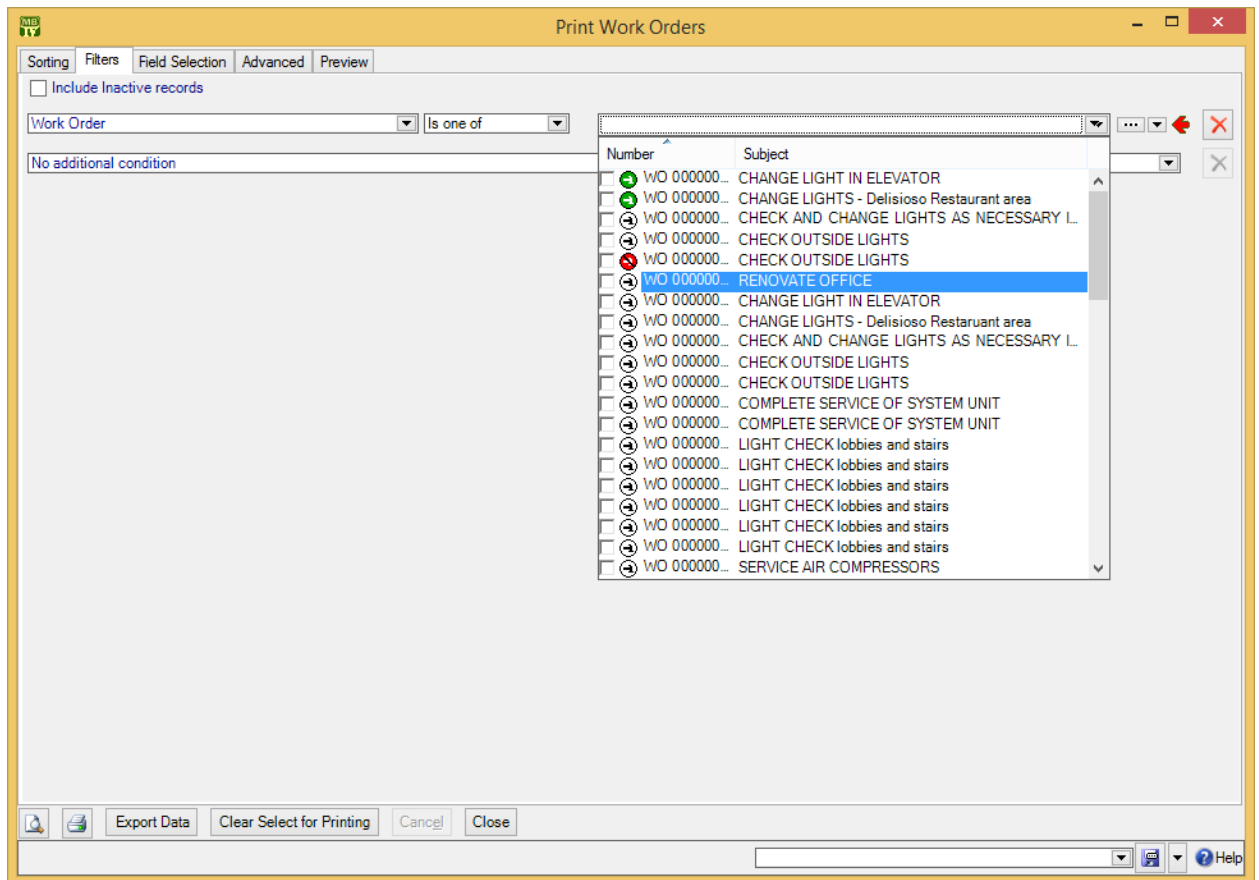 MB
Print Work Orders
Sorting Filters Field Selection Advanced Preview
Include Inactive records
Work Order Is one of
No additional condition
Number Subject
WO 000000... CHANGE LIGHT IN ELEVATOR
WO 000000... CHANGE LIGHTS - Delisioso Restaurant area
WO 000000... CHECK AND CHANGE LIGHTS AS NECESSARY I...
WO 000000... CHECK OUTSIDE LIGHTS
WO 000000... CHECK OUTSIDE LIGHTS
WO 000000... RENOVATE OFFICE
WO 000000... CHANGE LIGHT IN ELEVATOR
WO 000000... CHANGE LIGHTS - Delisioso Restaruant area
WO 000000... CHECK AND CHANGE LIGHTS AS NECESSARY I...
WO 000000... CHECK OUTSIDE LIGHTS
WO 000000... CHECK OUTSIDE LIGHTS
WO 000000... COMPLETE SERVICE OF SYSTEM UNIT
WO 000000... COMPLETE SERVICE OF SYSTEM UNIT
WO 000000... LIGHT CHECK lobbies and stairs
WO 000000... LIGHT CHECK lobbies and stairs
WO 000000... LIGHT CHECK lobbies and stairs
WO 000000... LIGHT CHECK lobbies and stairs
WO 000000... LIGHT CHECK lobbies and stairs
WO 000000... LIGHT CHECK lobbies and stairs
WO 000000... SERVICE AIR COMPRESSORS
Export Data Clear Select for Printing Cancel Close
Help